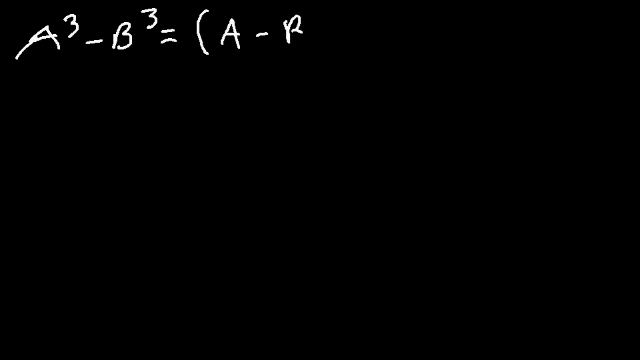 A³ - B³ = (A - B